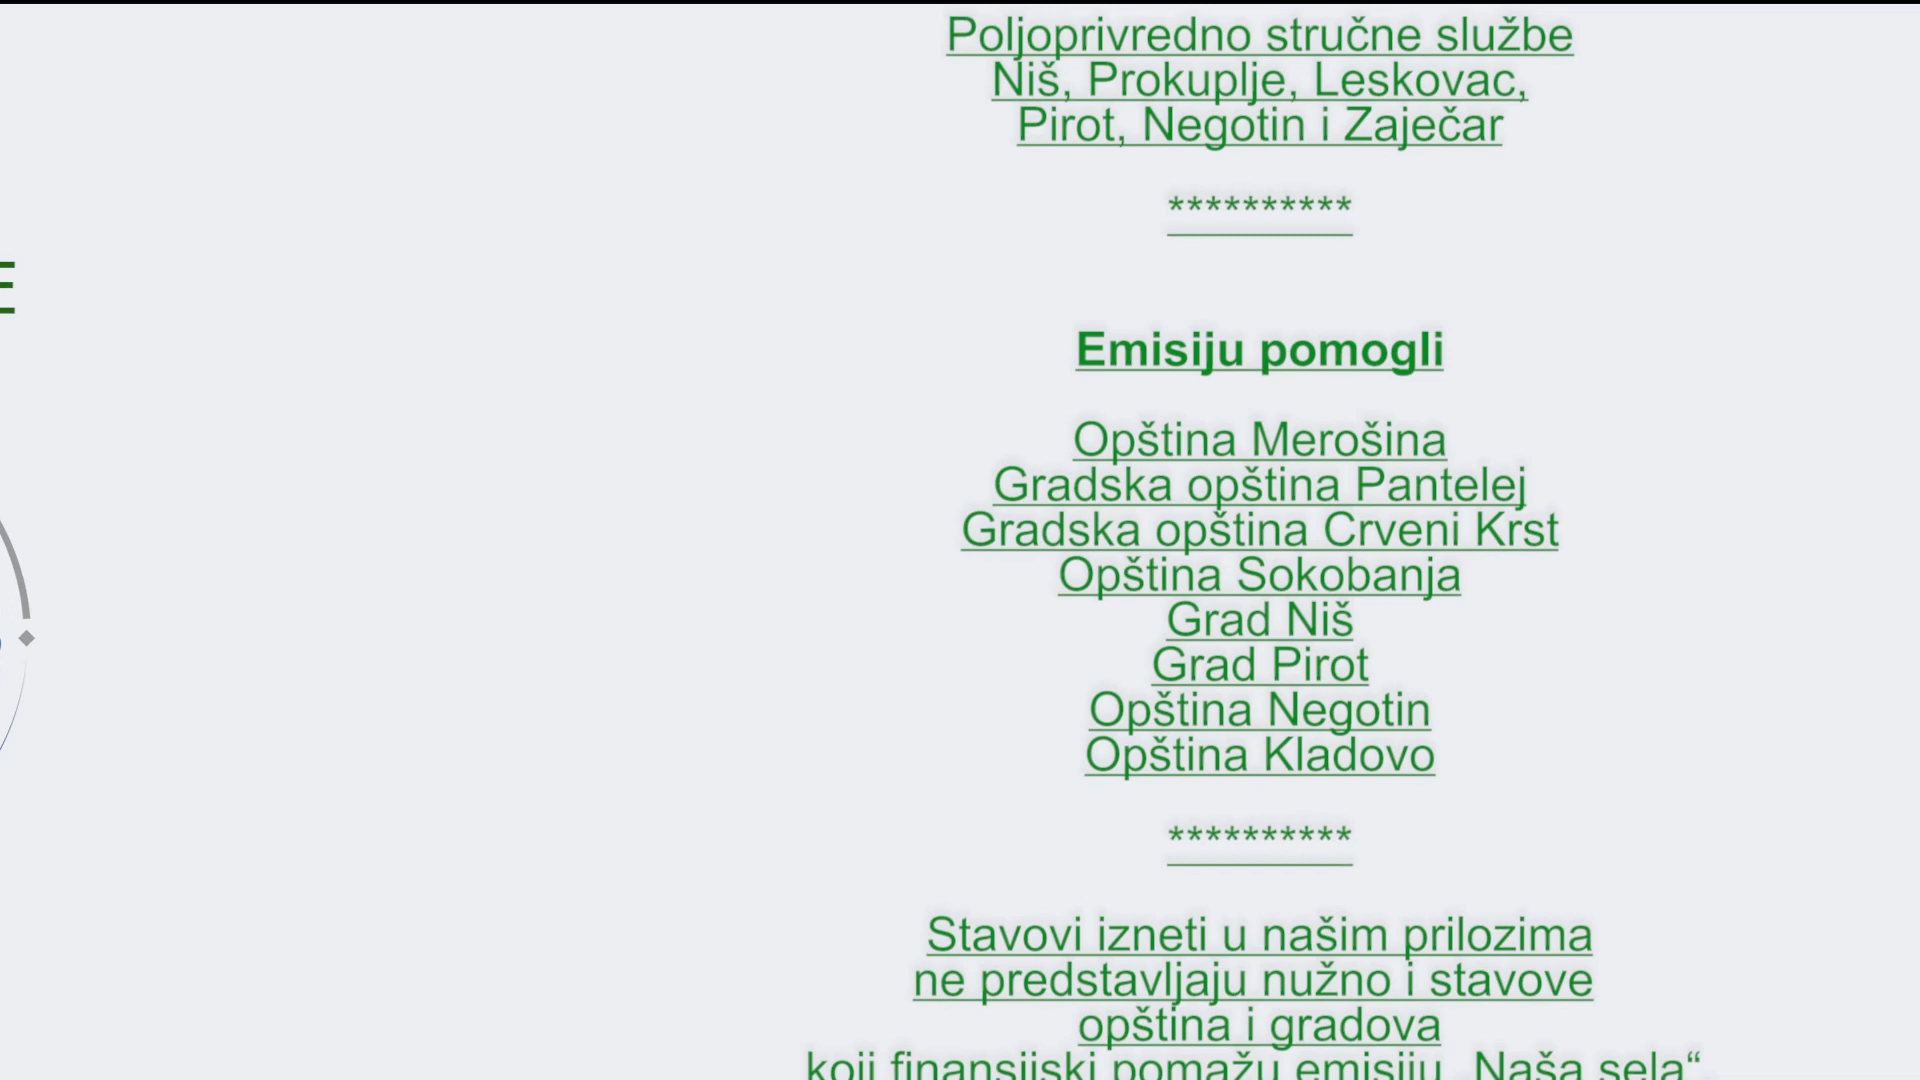 Poljoprivredno stručne službe
Niš, Prokuplje, Leskovac,
Pirot, Negotin i Zaječar
**********
E
Emisiju pomogli
Opština Merošina
Gradska opština Pantelej
Gradska opština Crveni Krst
Opština Sokobanja
Grad Niš
Grad Pirot
Opština Negotin
Opština Kladovo
**********
Stavovi izneti u našim prilozima
ne predstavljaju nužno i stavove
opština i gradova
koji finansijski pomažu emisiju „Naša sela“.